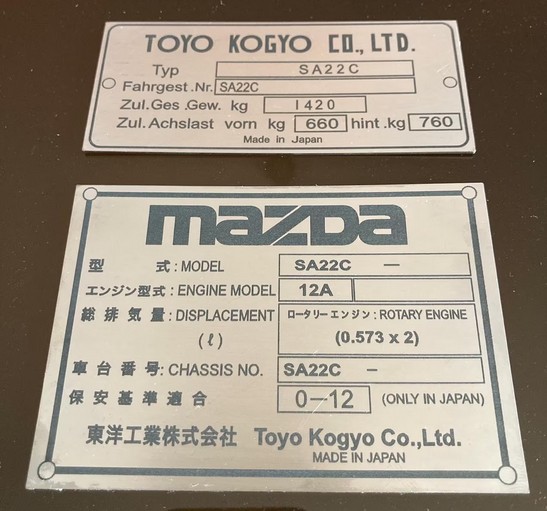 TOYO KOGYO CO., LTD.
Typ SA22C
Fahrgest.Nr. SA22C
Zul.Ges.Gew. kg 1420
Zul.Achslast vorn kg 660 hint.kg 760
Made in Japan
mazda
型 式: MODEL SA22C —
エンジン型式: ENGINE MODEL 12A
総排気量: DISPLACEMENT ロータリーエンジン: ROTARY ENGINE
(ℓ) (0.573 x 2)
車台番号: CHASSIS NO. SA22C —
保安基準適合 0—12 (ONLY IN JAPAN)
東洋工業株式会社 Toyo Kogyo Co.,Ltd.
MADE IN JAPAN